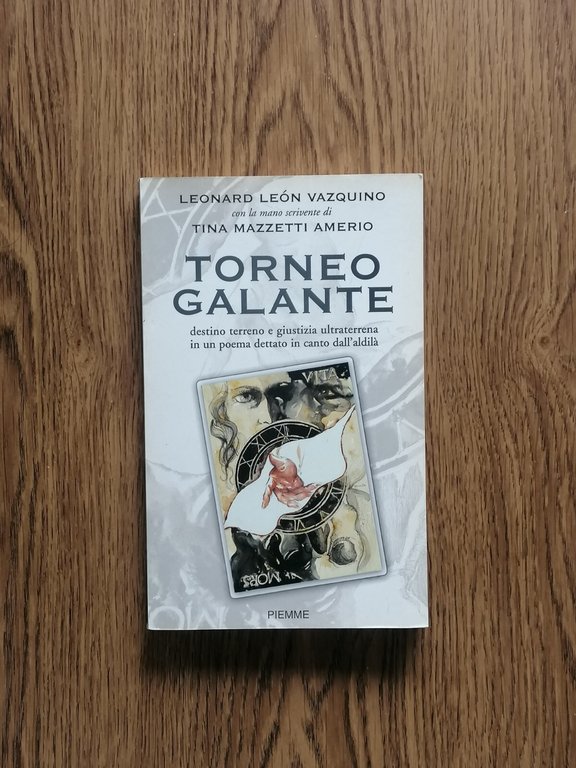 LEONARD LEÓN VAZQUINO
con la mano scrivente di
TINA MAZZETTI AMERIO
TORNEO
GALANTE
destino terreno e giustizia ultraterrena
in un poema dettato in canto dall'aldilà
VITA
XII
MORS
PIEMME